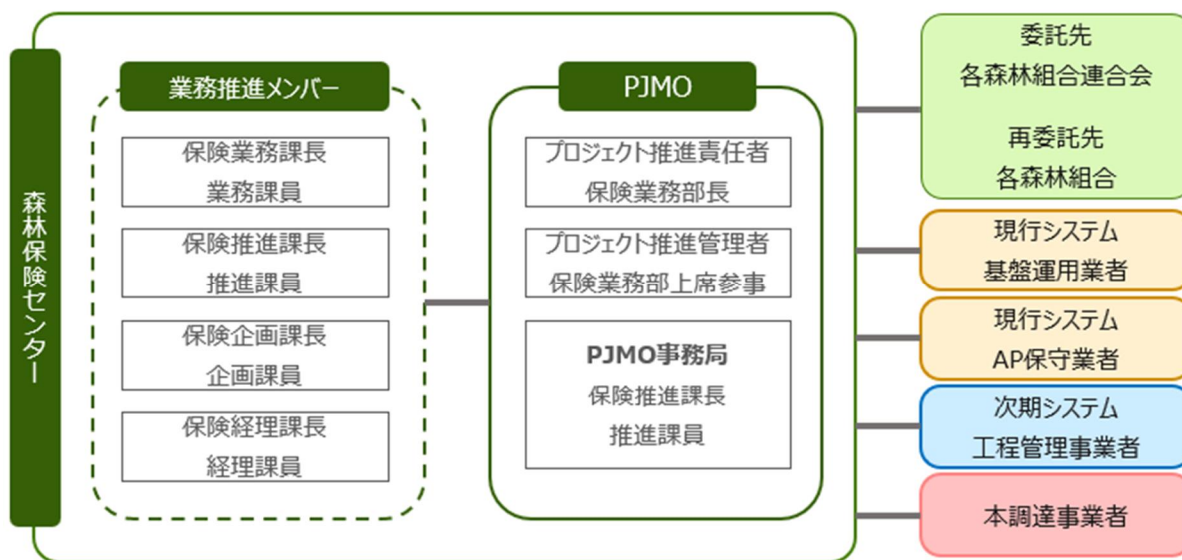 森林保険センター
業務推進メンバー
保険業務課長
業務課員
保険推進課長
推進課員
保険企画課長
企画課員
保険経理課長
経理課員
PJMO
プロジェクト推進責任者
保険業務部長
プロジェクト推進管理者
保険業務部上席参事
PJMO事務局
保険推進課長
推進課員
委託先
各森林組合連合会
再委託先
各森林組合
現行システム
基盤運用業者
現行システム
AP保守業者
次期システム
工程管理事業者
本調達事業者